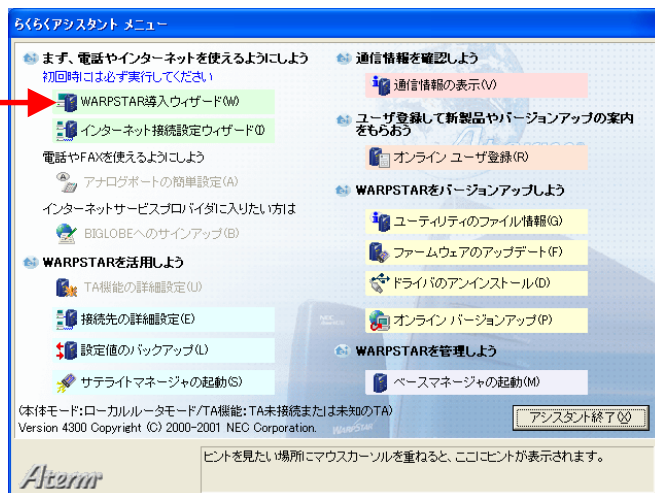 らくらくアシスタント メニュー
まず、電話やインターネットを使えるようにしよう
初回時には必ず実行してください
WARPSTAR導入ウィザード(W)
インターネット接続設定ウィザード(I)
電話やFAXを使えるようにしよう
アナログポートの簡単設定(A)
インターネットサービスプロバイダに入りたい方は
BIGLOBEへのサインアップ(B)
WARPSTARを活用しよう
TA機能の詳細設定(U)
接続先の詳細設定(E)
設定値のバックアップ(L)
サテライトマネージャの起動(S)
通信情報を確認しよう
通信情報の表示(V)
ユーザ登録して新製品やバージョンアップの案内
をもらおう
オンライン ユーザ登録(R)
WARPSTARをバージョンアップしよう
ユーティリティのファイル情報(G)
ファームウェアのアップデート(F)
ドライバのアンインストール(D)
オンライン バージョンアップ(P)
WARPSTARを管理しよう
ベースマネージャの起動(M)
(本体モード:ローカルルータモード/TA機能:TA未接続または未知のTA)
Version 4300 Copyright (C) 2000-2001 NEC Corporation.
WarpStar
アシスタント終了(X)
Aterm
ヒントを見たい場所にマウスカーソルを重ねると、ここにヒントが表示されます。